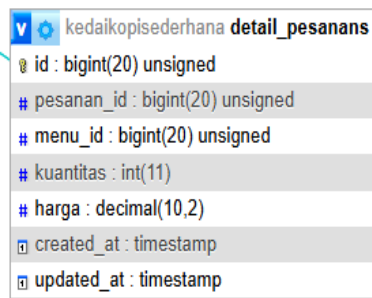 v kedaikopisederhana detail_pesanans
id : bigint(20) unsigned
# pesanan_id : bigint(20) unsigned
# menu_id : bigint(20) unsigned
# kuantitas : int(11)
# harga : decimal(10,2)
created_at : timestamp
updated_at : timestamp